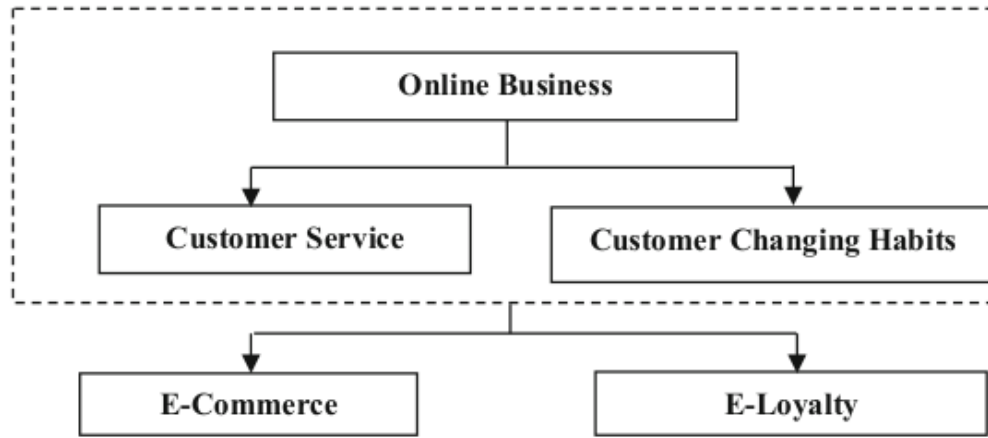 Online Business
Customer Service
Customer Changing Habits
E-Commerce
E-Loyalty